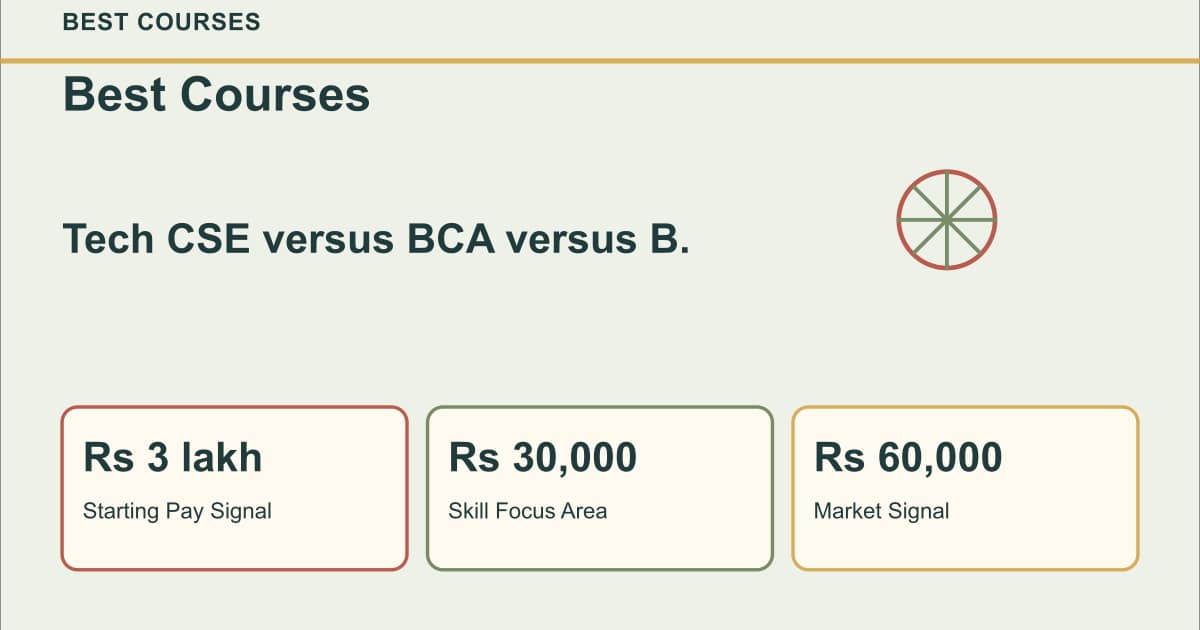 BEST COURSES
Best Courses
Tech CSE versus BCA versus B.
Rs 3 lakh
Starting Pay Signal
Rs 30,000
Skill Focus Area
Rs 60,000
Market Signal